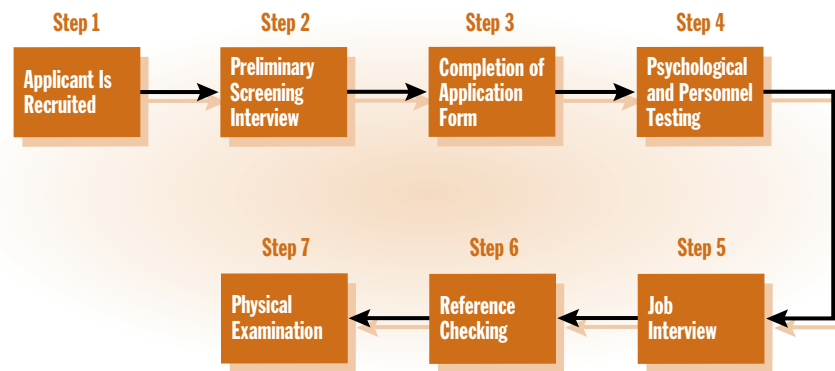 Step 1
Applicant Is
Recruited
Step 2
Preliminary
Screening
Interview
Step 3
Completion of
Application
Form
Step 4
Psychological
and Personnel
Testing
Step 5
Job
Interview
Step 6
Reference
Checking
Step 7
Physical
Examination